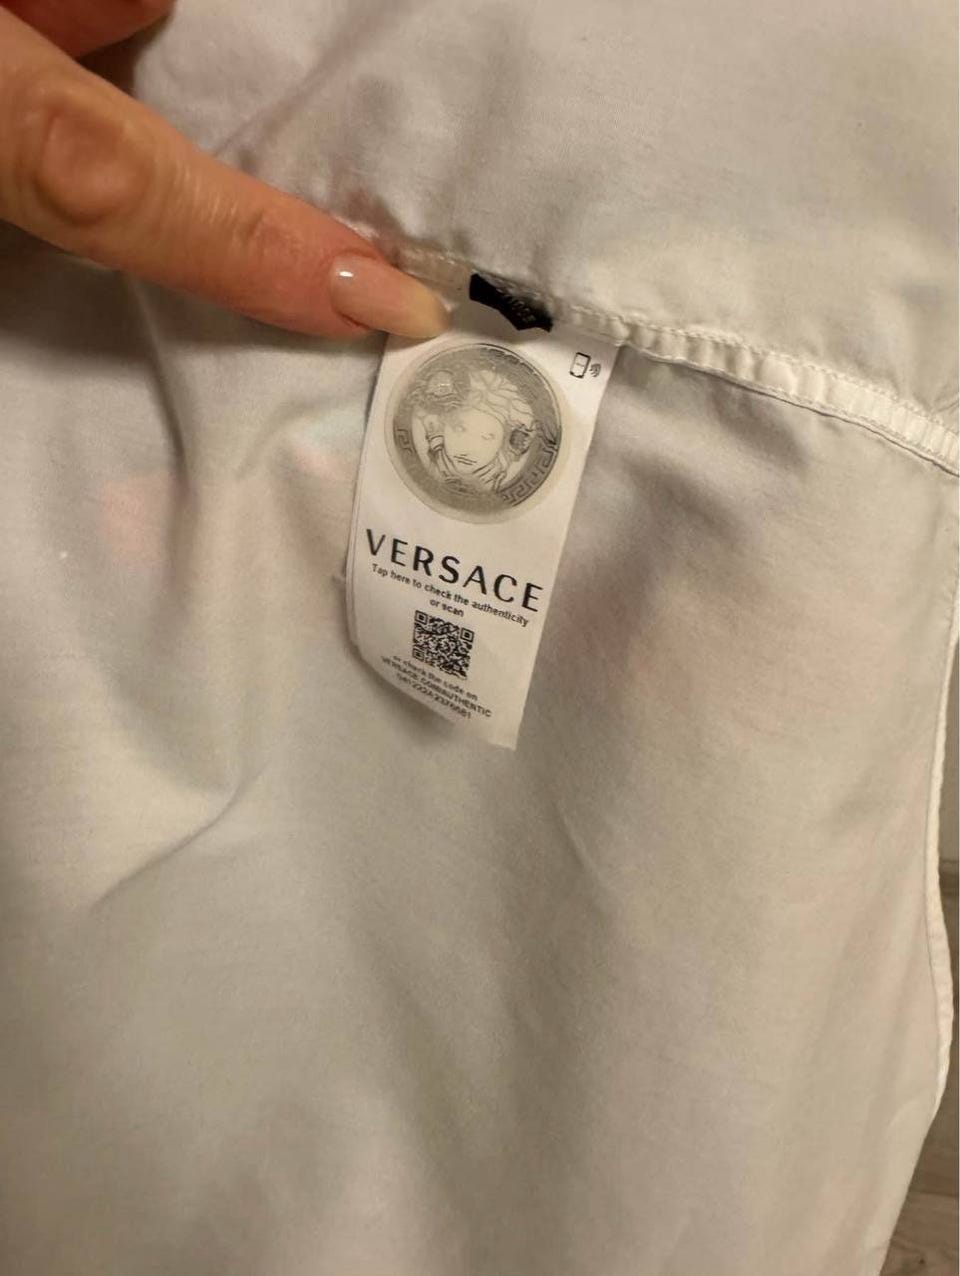 VERSACE
Tap here to check the authenticity
or scan
or check the code on
VERSACE.COM/AUTHENTIC